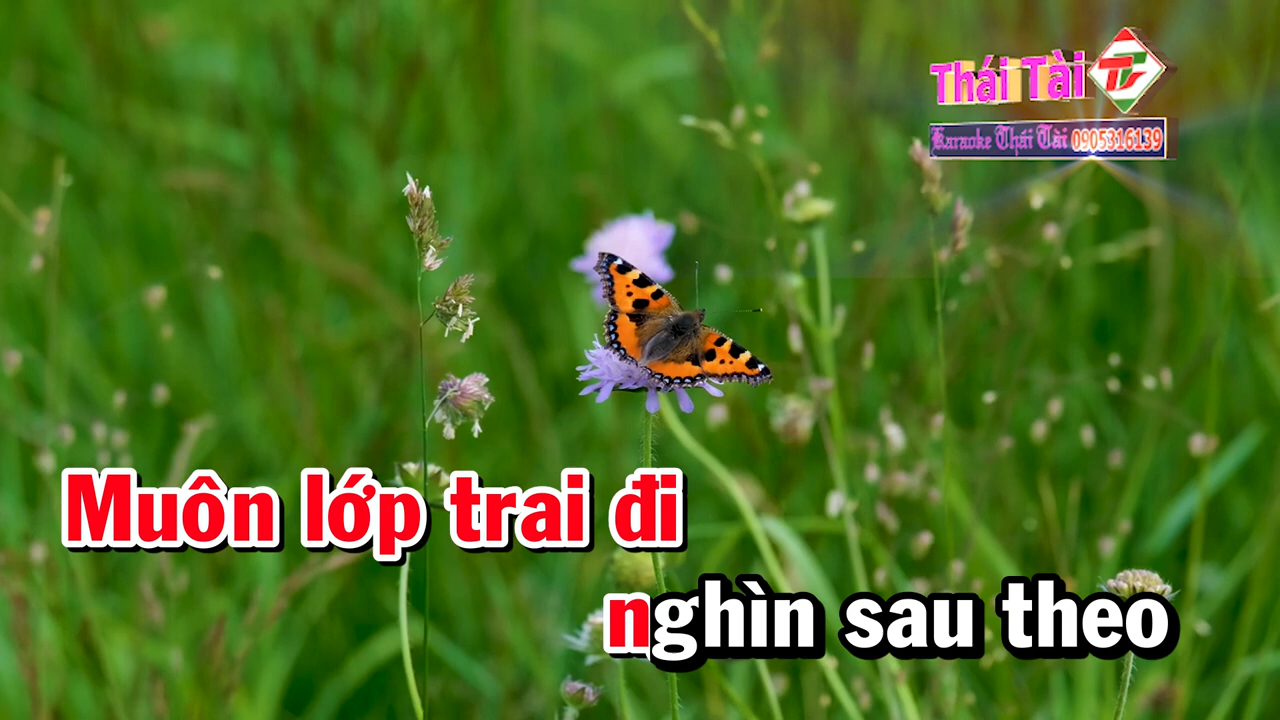 Thái Tài
Karaoke Thái Tài 0905316139
Muôn lớp trai đi
nghìn sau theo